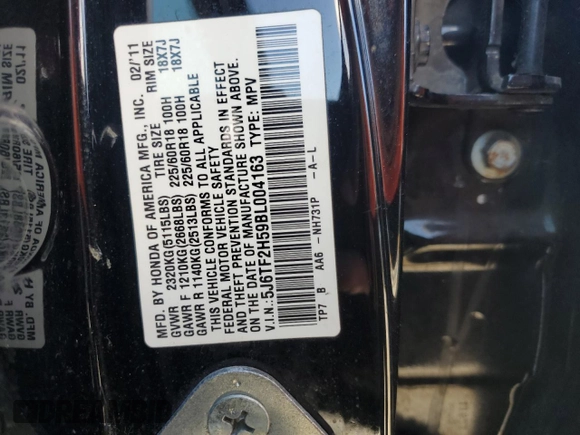 MFD. BY HONDA OF AMERICA MFG., INC. 02/'11
GVWR 2320KG(5115LBS) TIRE SIZE RIM SIZE
GAWR F 1210KG(2668LBS) 225/60R18 100H 18X7J
GAWR R 1140KG(2513LBS) 225/60R18 100H 18X7J
THIS VEHICLE CONFORMS TO ALL APPLICABLE
FEDERAL MOTOR VEHICLE SAFETY
AND THEFT PREVENTION STANDARDS IN EFFECT
ON THE DATE OF MANUFACTURE SHOWN ABOVE.
V.I.N.:5J6TF2H59BL004163 TYPE: MPV
TP7 B AA6 -NH731P -A-L